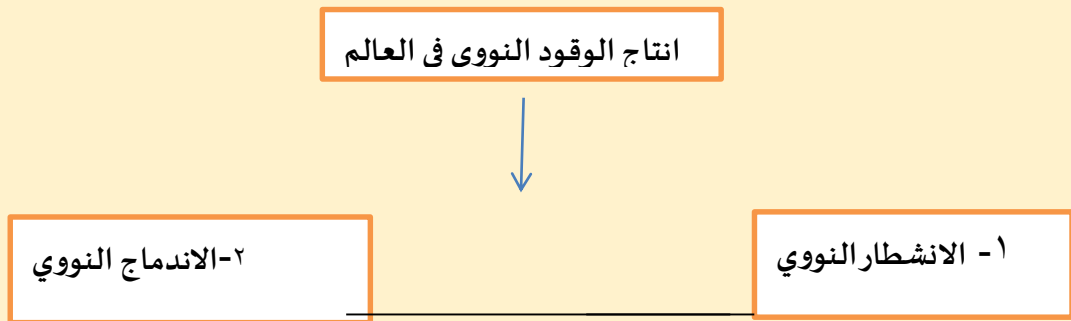 انتاج الوقود النووى فى العالم
١- الانشطار النووي
٢-الاندماج النووي